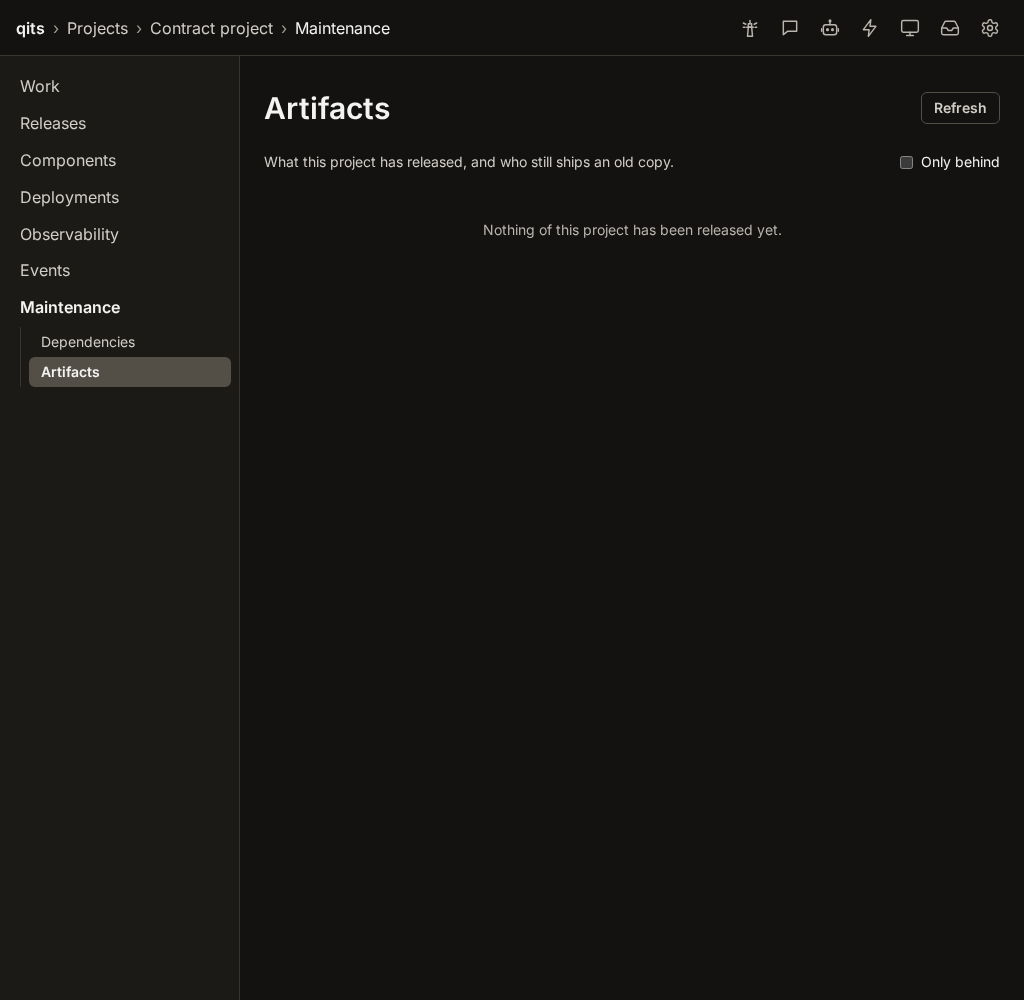 qits › Projects › Contract project › Maintenance
Work
Releases
Components
Deployments
Observability
Events
Maintenance
Dependencies
Artifacts
Artifacts
Refresh
What this project has released, and who still ships an old copy.
Only behind
Nothing of this project has been released yet.